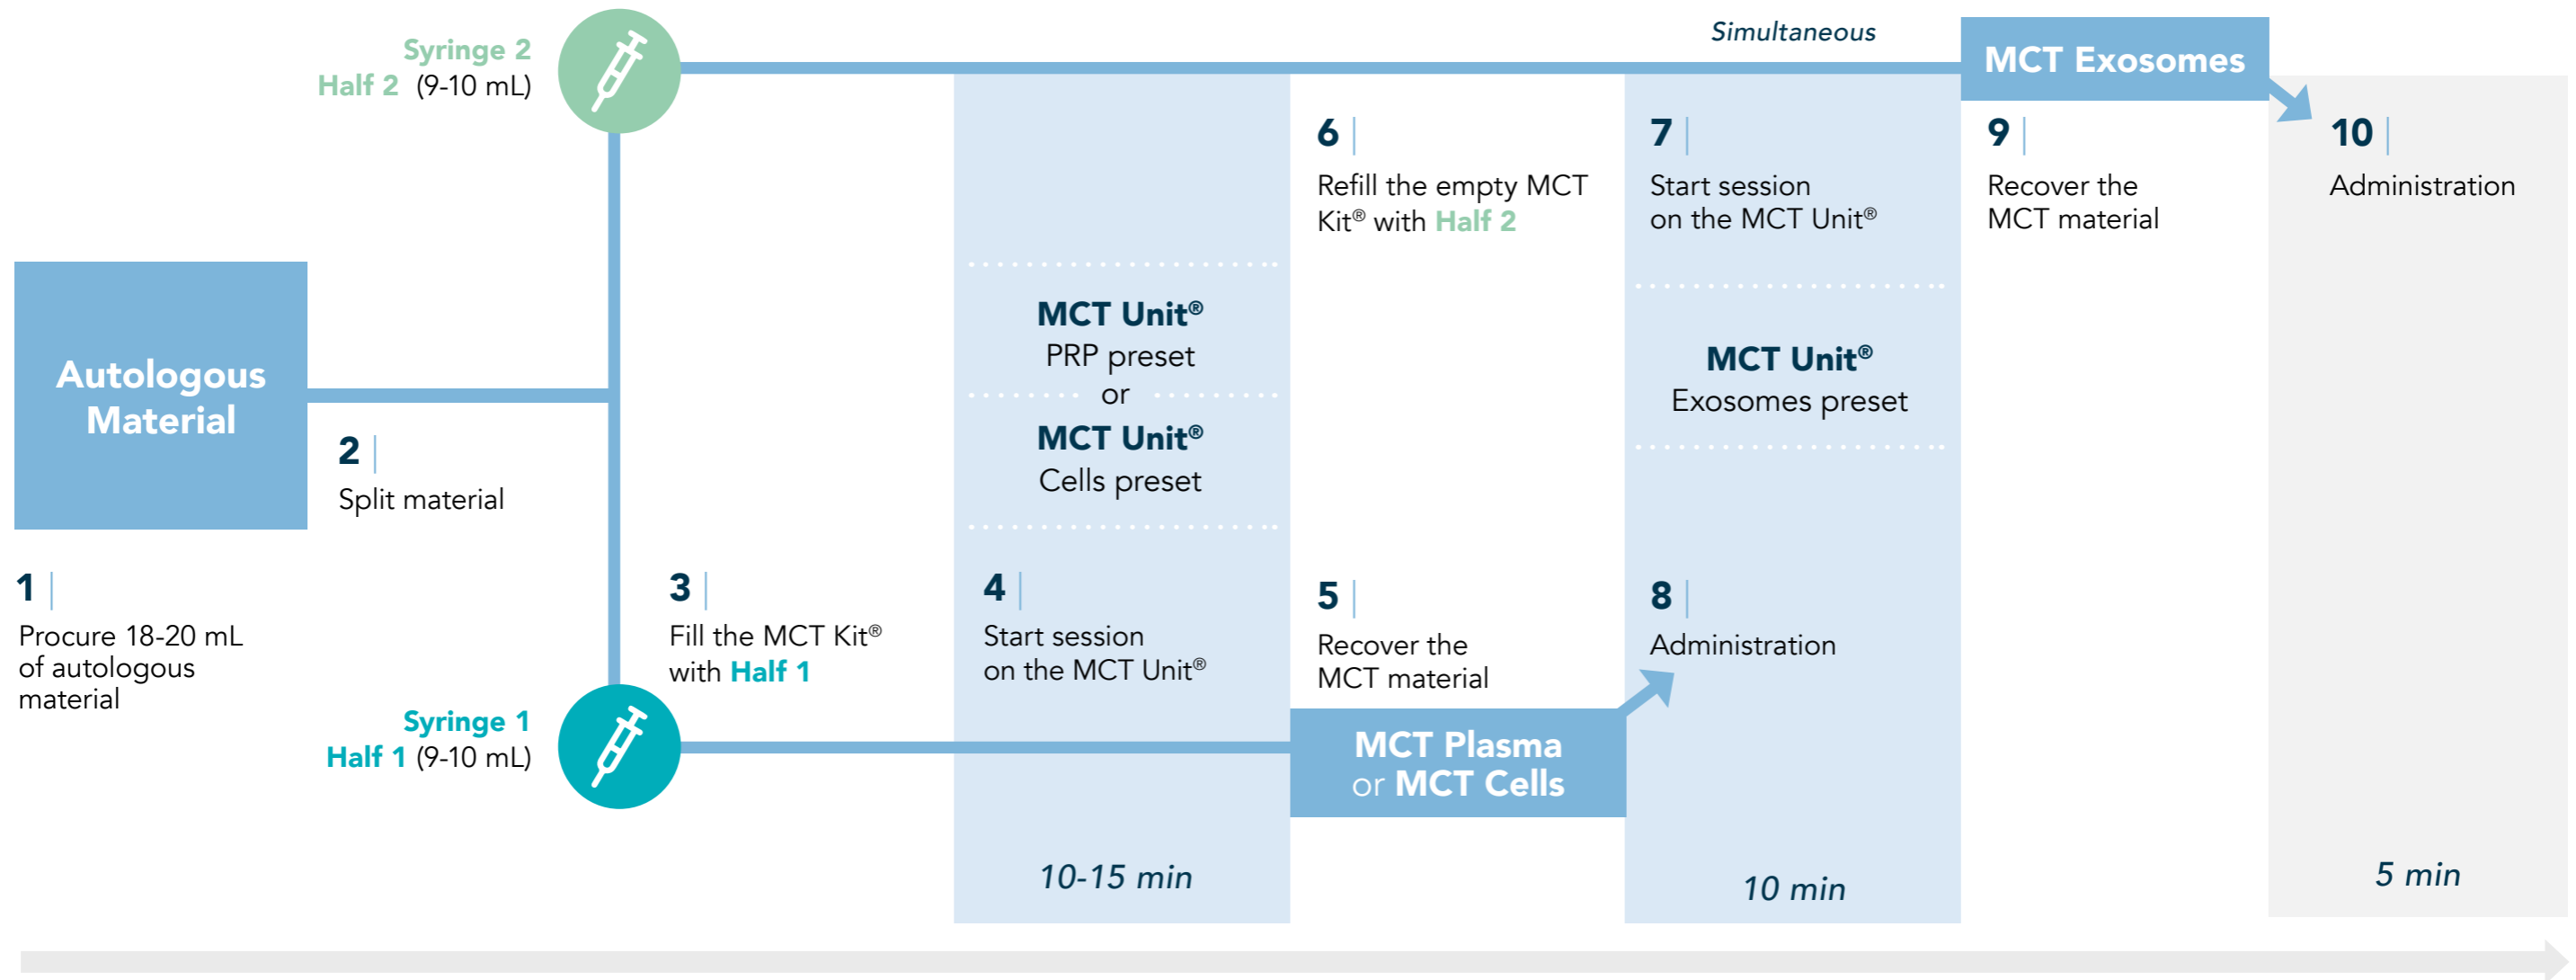 Autologous
Material
1
Procure 18-20 mL
of autologous
material
2
Split material
Syringe 2
Half 2 (9-10 mL)
Syringe 1
Half 1 (9-10 mL)
3
Fill the MCT Kit®
with Half 1
MCT Unit®
PRP preset
or
MCT Unit®
Cells preset
4
Start session
on the MCT Unit®
10-15 min
5
Recover the
MCT material
MCT Plasma
or MCT Cells
6
Refill the empty MCT
Kit® with Half 2
Simultaneous
7
Start session
on the MCT Unit®
MCT Unit®
Exosomes preset
8
Administration
10 min
MCT Exosomes
9
Recover the
MCT material
10
Administration
5 min